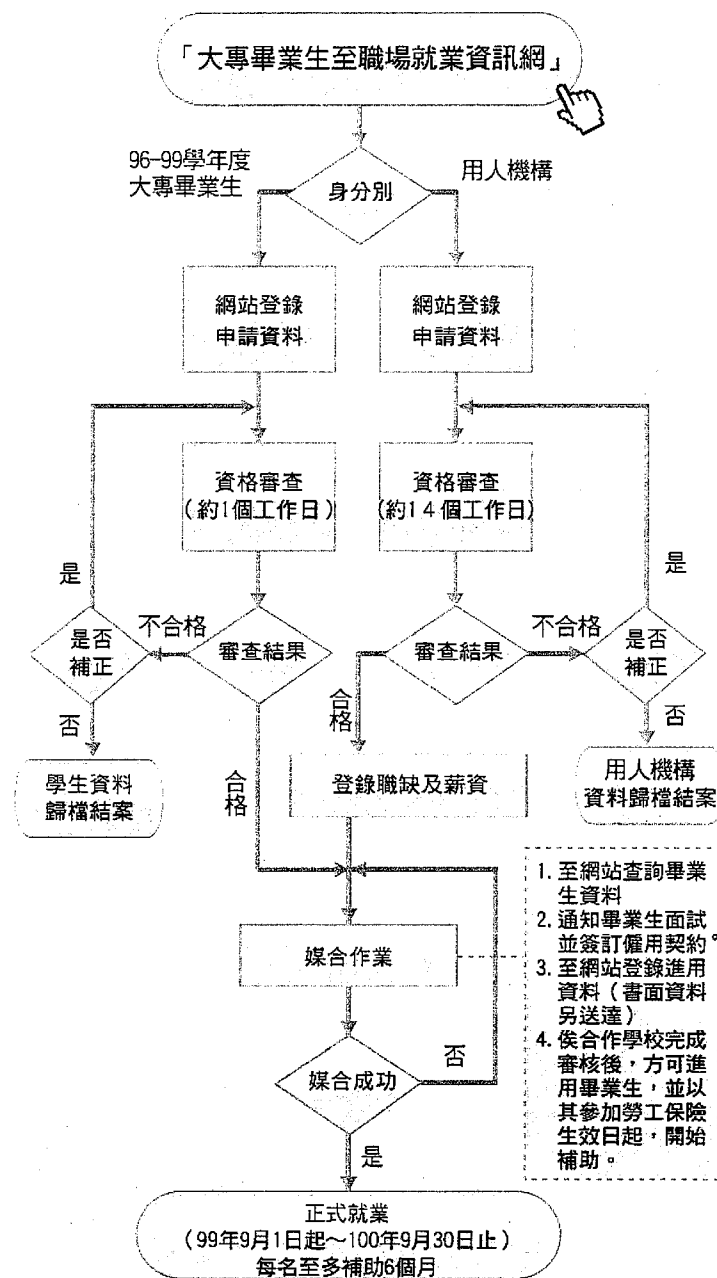 「大專畢業生至職場就業資訊網」
96-99學年度
大專畢業生
身分別
用人機構
網站登錄
申請資料
網站登錄
申請資料
資格審查
(約1個工作日)
資格審查
(約14個工作日)
是
是
是否
補正
不合格
審查結果
審查結果
不合格
是否
補正
否
合格
合格
否
學生資料
歸檔結案
登錄職缺及薪資
用人機構
資料歸檔結案
媒合作業
1. 至網站查詢畢業
生資料
2. 通知畢業生面試
並簽訂僱用契約。
3. 至網站登錄進用
資料(書面資料
另送達)
4. 俟合作學校完成
審核後,方可進
用畢業生,並以
其參加勞工保險
生效日起,開始
補助。
媒合成功
否
是
正式就業
(99年9月1日起~100年9月30日止)
每名至多補助6個月